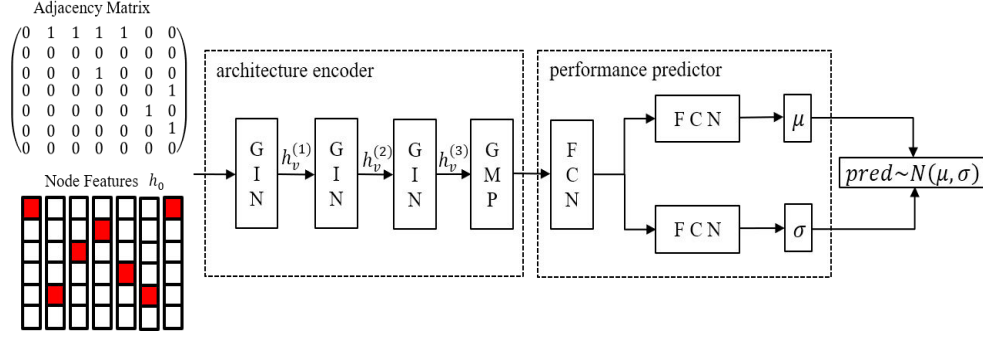 Adjacency Matrix
0 1 1 1 1 0 0
0 0 0 0 0 0 0
0 0 0 1 0 0 0
0 0 0 0 0 0 1
0 0 0 0 0 1 0
0 0 0 0 0 0 1
0 0 0 0 0 0 0
Node Features h_0
architecture encoder
GIN
h_v^{(1)}
GIN
h_v^{(2)}
GIN
h_v^{(3)}
GMP
performance predictor
FCN
FCN
μ
FCN
σ
pred~N(μ,σ)